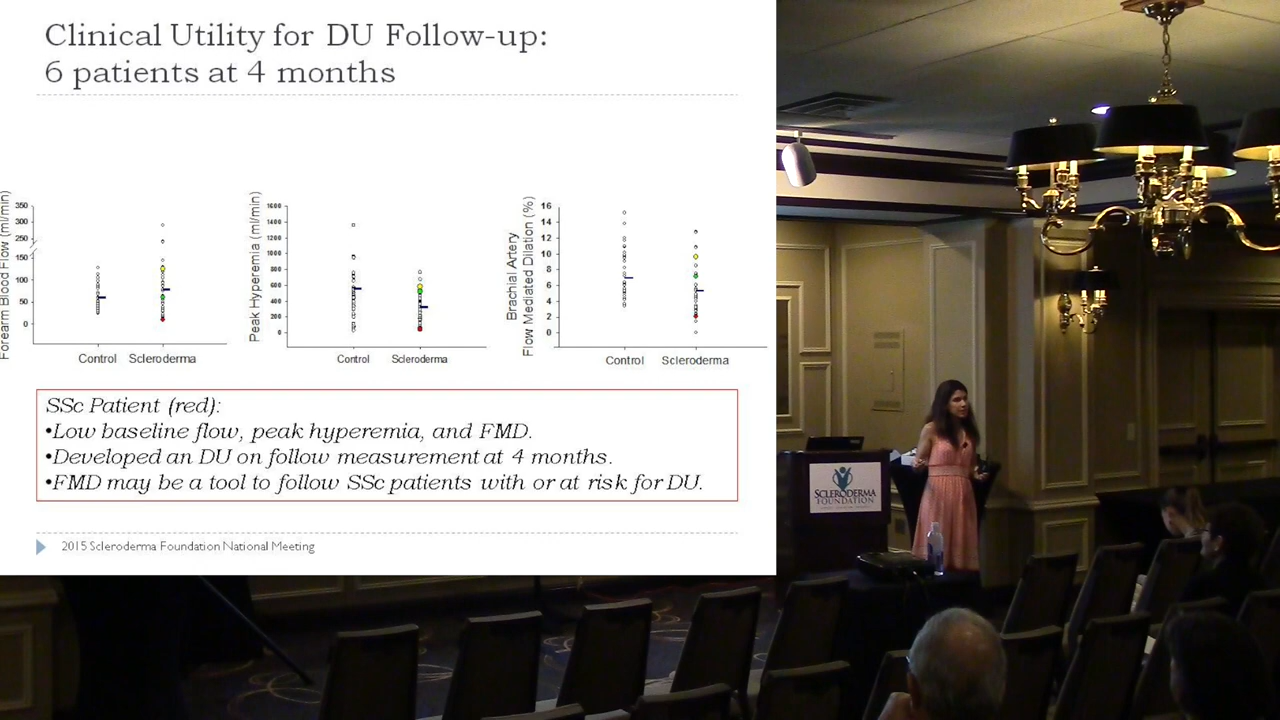 Clinical Utility for DU Follow-up:
6 patients at 4 months
Forearm Blood Flow (ml/min)
350
300
250
150
100
50
0
Control Scleroderma
Peak Hyperemia (ml/min)
1600
1400
1200
1000
800
600
400
200
0
Control Scleroderma
Brachial Artery
Flow Mediated Dilation (%)
16
14
12
10
8
6
4
2
0
Control Scleroderma
SSc Patient (red):
•Low baseline flow, peak hyperemia, and FMD.
•Developed an DU on follow measurement at 4 months.
•FMD may be a tool to follow SSc patients with or at risk for DU.
2015 Scleroderma Foundation National Meeting
SCLERODERMA
FOUNDATION